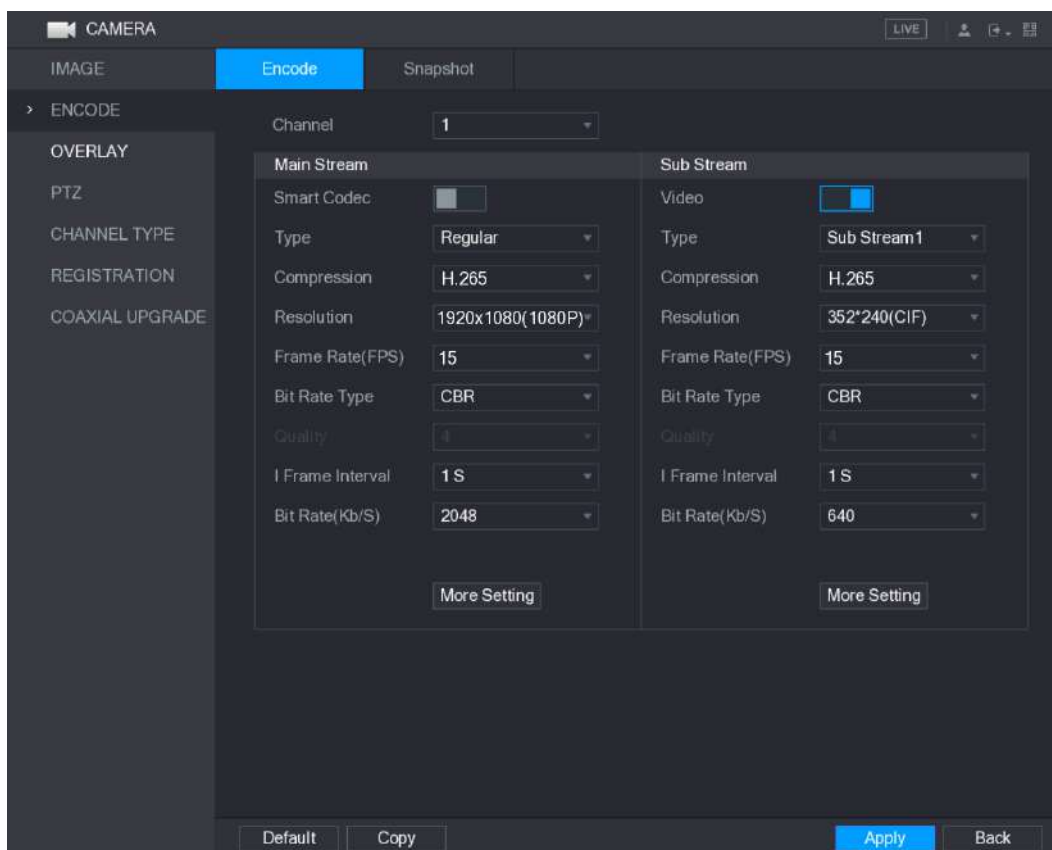 CAMERA
LIVE
IMAGE
Encode
Snapshot
ENCODE
Channel
1
OVERLAY
Main Stream
Sub Stream
PTZ
Smart Codec
Video
CHANNEL TYPE
Type
Regular
Type
Sub Stream1
REGISTRATION
Compression
H.265
Compression
H.265
COAXIAL UPGRADE
Resolution
1920x1080(1080P)
Resolution
352*240(CIF)
Frame Rate(FPS)
15
Frame Rate(FPS)
15
Bit Rate Type
CBR
Bit Rate Type
CBR
Quality
4
Quality
4
I Frame Interval
1 S
I Frame Interval
1 S
Bit Rate(Kb/S)
2048
Bit Rate(Kb/S)
640
More Setting
More Setting
Default
Copy
Apply
Back